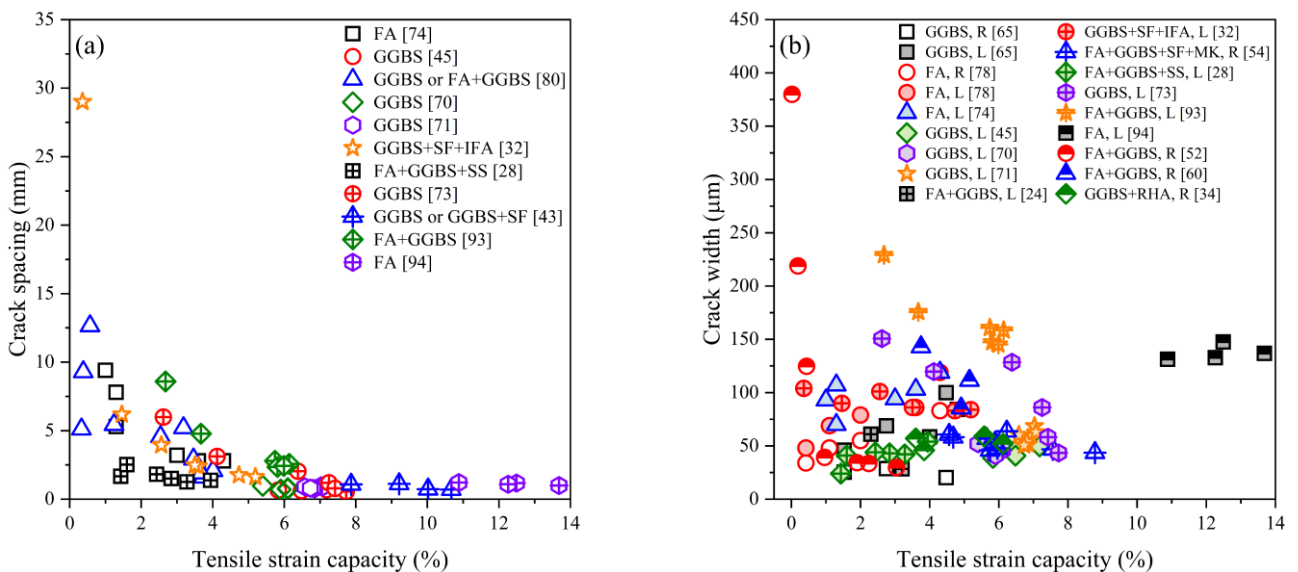 (a)
Crack spacing (mm)
35
30
25
20
15
10
5
0
FA [74]
GGBS [45]
GGBS or FA+GGBS [80]
GGBS [70]
GGBS [71]
GGBS+SF+IFA [32]
FA+GGBS+SS [28]
GGBS [73]
GGBS or GGBS+SF [43]
FA+GGBS [93]
FA [94]
0 2 4 6 8 10 12 14
Tensile strain capacity (%)
(b)
Crack width (μm)
450
400
350
300
250
200
150
100
50
0
GGBS, R [65]
GGBS, L [65]
FA, R [78]
FA, L [78]
FA, L [74]
GGBS, L [45]
GGBS, L [70]
GGBS, L [71]
FA+GGBS, L [24]
GGBS+SF+IFA, L [32]
FA+GGBS+SF+MK, R [54]
FA+GGBS+SS, L [28]
GGBS, L [73]
FA+GGBS, L [93]
FA, L [94]
FA+GGBS, R [52]
FA+GGBS, R [60]
GGBS+RHA, R [34]
0 2 4 6 8 10 12 14
Tensile strain capacity (%)